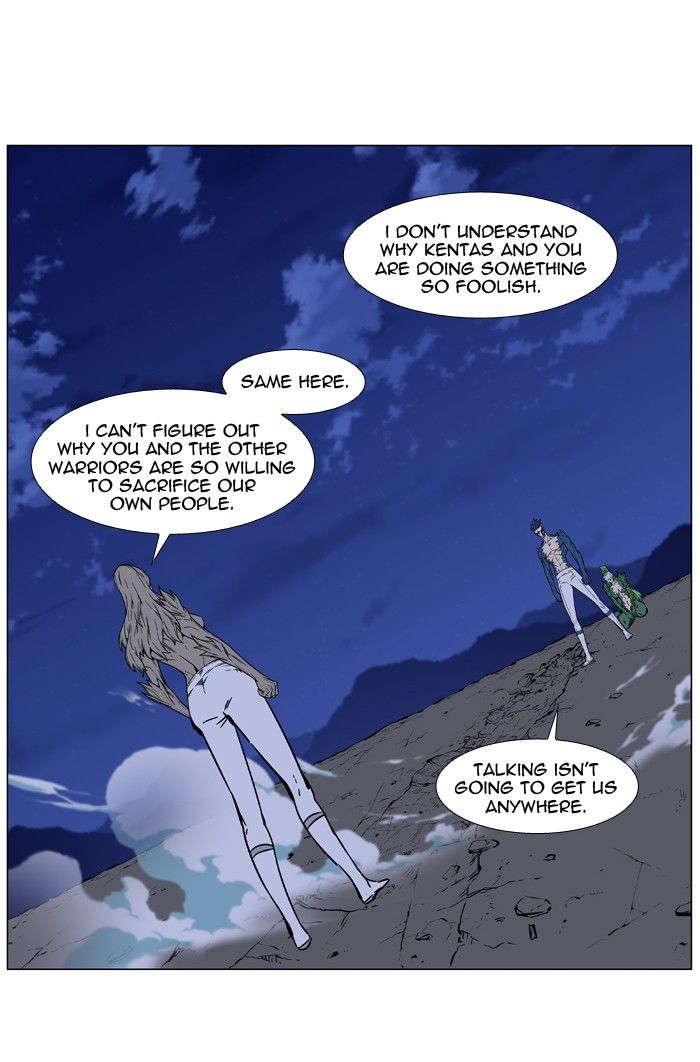 I DON'T UNDERSTAND
WHY KENTAS AND YOU
ARE DOING SOMETHING
SO FOOLISH.
SAME HERE.
I CAN'T FIGURE OUT
WHY YOU AND THE OTHER
WARRIORS ARE SO WILLING
TO SACRIFICE OUR
OWN PEOPLE.
TALKING ISN'T
GOING TO GET US
ANYWHERE.